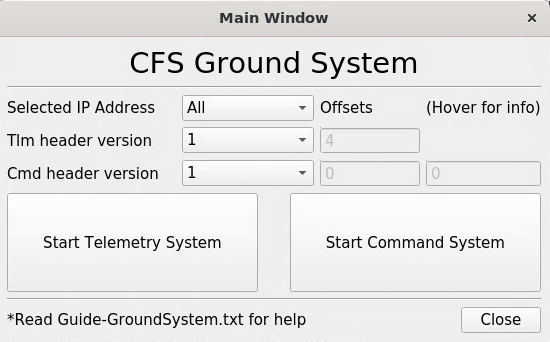 Main Window ×
CFS Ground System
Selected IP Address All Offsets (Hover for info)
Tlm header version 1 4
Cmd header version 1 0 0
Start Telemetry System Start Command System
*Read Guide-GroundSystem.txt for help Close